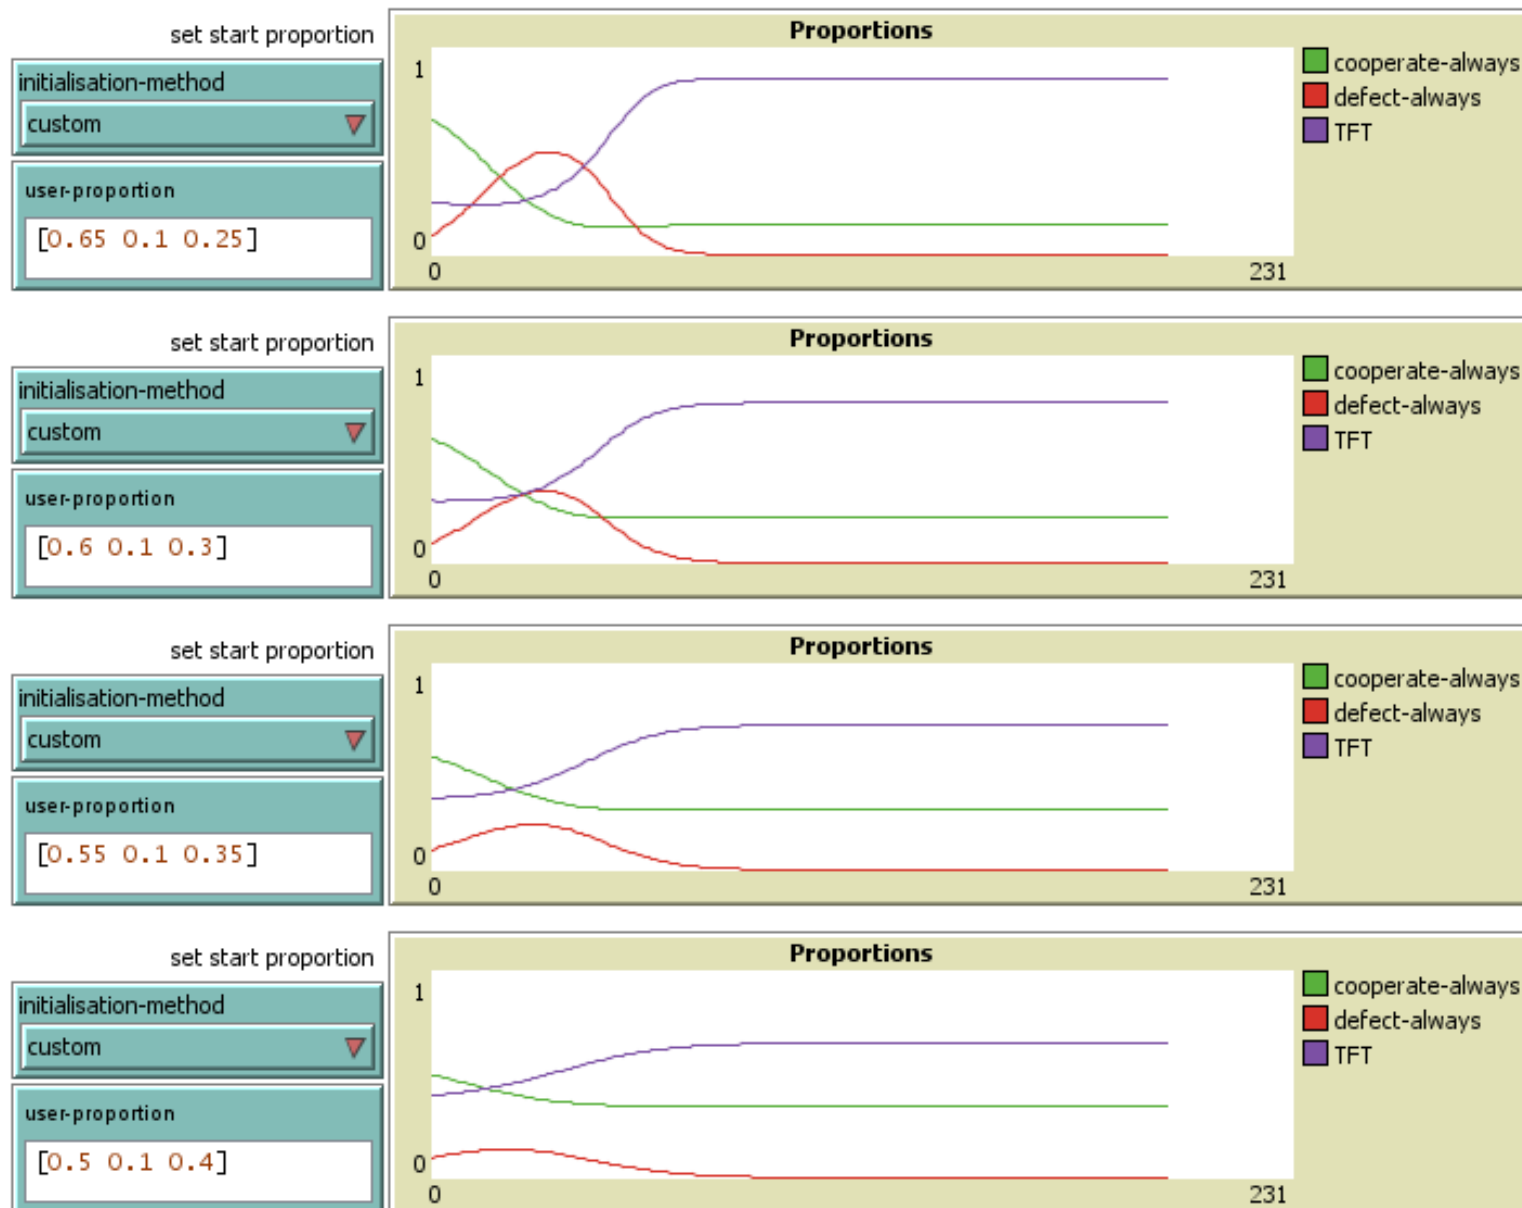 set start proportion
initialisation-method
custom
user-proportion
[0.65 0.1 0.25]
Proportions
1
0
0
231
cooperate-always
defect-always
TFT
set start proportion
initialisation-method
custom
user-proportion
[0.6 0.1 0.3]
Proportions
1
0
0
231
cooperate-always
defect-always
TFT
set start proportion
initialisation-method
custom
user-proportion
[0.55 0.1 0.35]
Proportions
1
0
0
231
cooperate-always
defect-always
TFT
set start proportion
initialisation-method
custom
user-proportion
[0.5 0.1 0.4]
Proportions
1
0
0
231
cooperate-always
defect-always
TFT